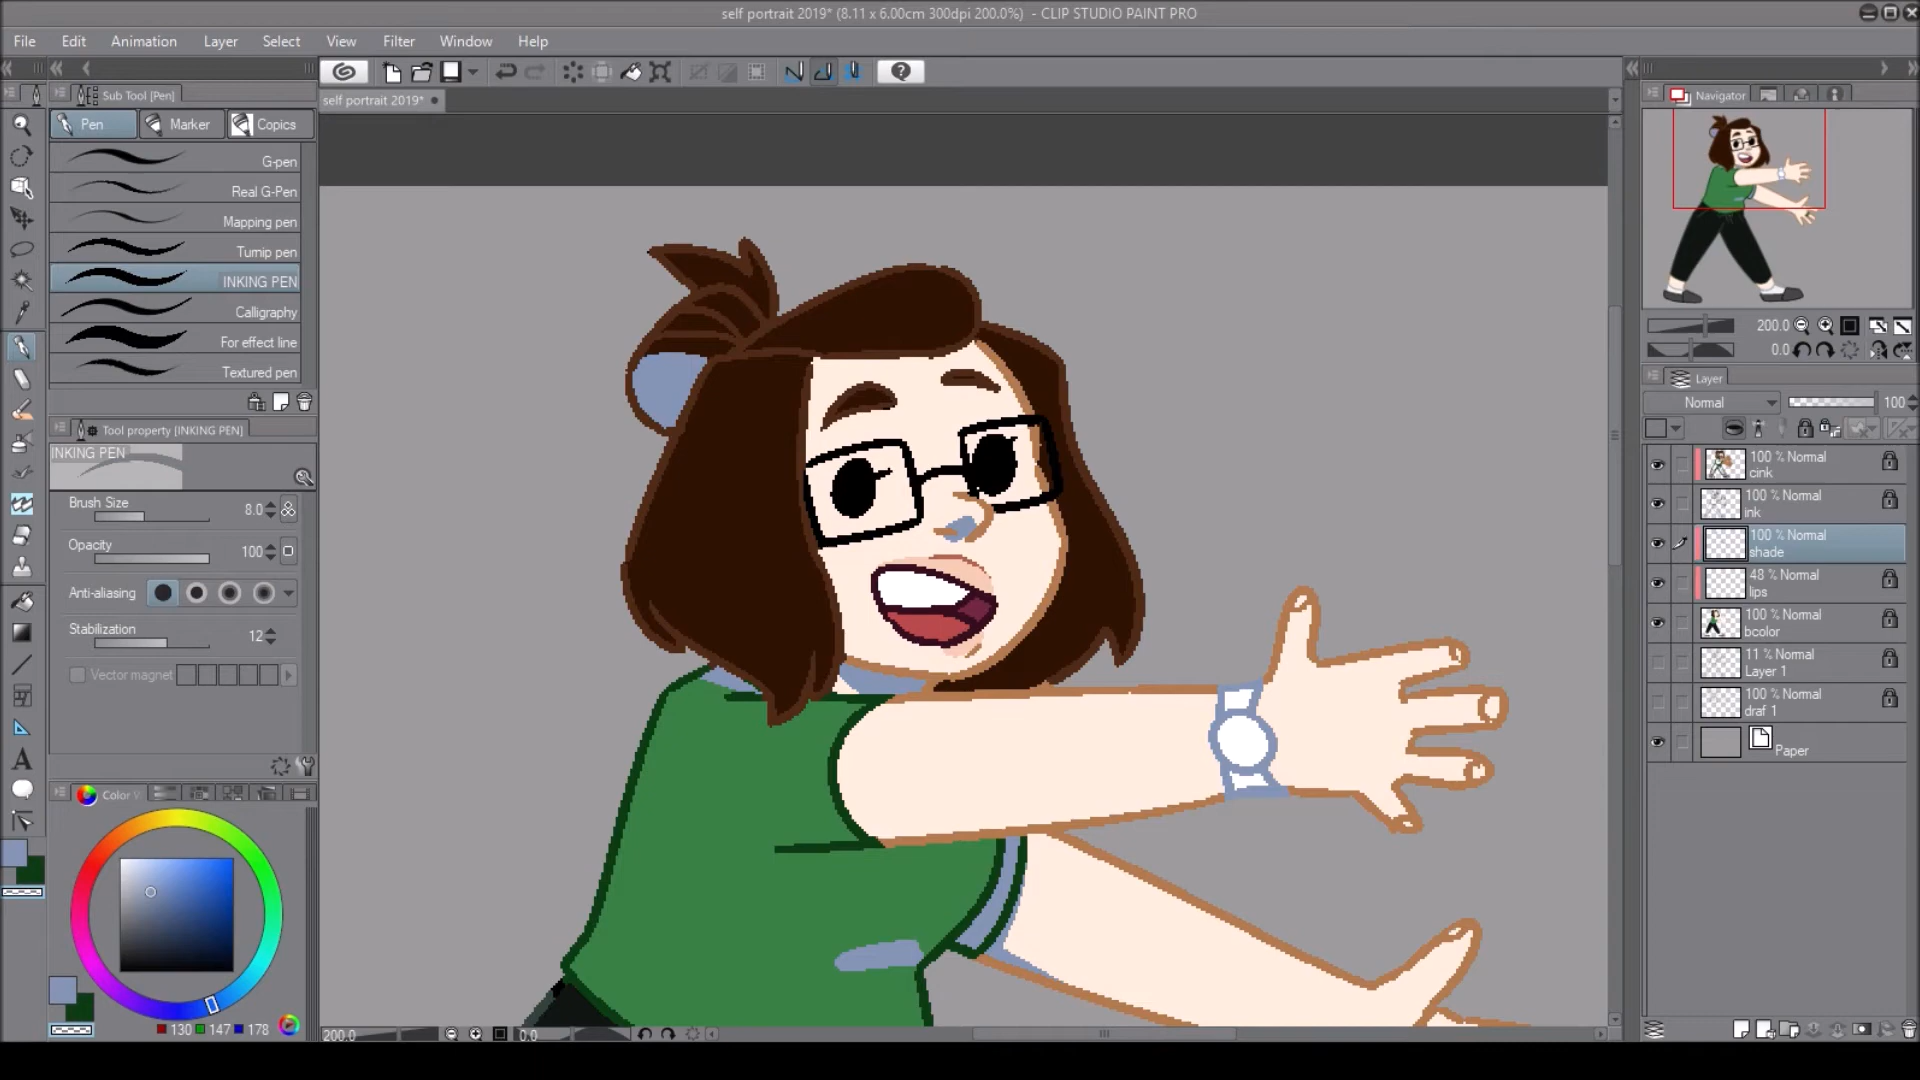 self portrait 2019* (8.11 x 6.00cm 300dpi 200.0%) - CLIP STUDIO PAINT PRO
File Edit Animation Layer Select View Filter Window Help
Sub Tool [Pen]
self portrait 2019*
Navigator
Pen Marker Copics
G-pen
Real G-Pen
Mapping pen
Turnip pen
INKING PEN
Calligraphy
For effect line
Textured pen
Tool property [INKING PEN]
INKING PEN
Brush Size 8.0
Opacity 100
Anti-aliasing
Stabilization 12
Vector magnet
Color
130 147 178
200.0 0.0
200.0
0.0
Layer
Normal 100
100 % Normal
cink
100 % Normal
ink
100 % Normal
shade
48 % Normal
lips
100 % Normal
bcolor
11 % Normal
Layer 1
100 % Normal
draf 1
Paper